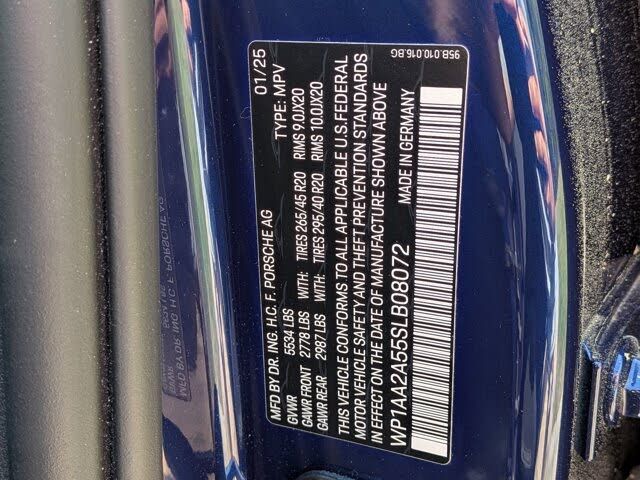 MFD BY DR. ING. H.C. F. PORSCHE AG 01/25
GVWR 5534 LBS TYPE: MPV
GAWR FRONT 2778 LBS WITH: TIRES 265/45 R20 RIMS 9.0JX20
GAWR REAR 2987 LBS WITH: TIRES 295/40 R20 RIMS 10.0JX20
THIS VEHICLE CONFORMS TO ALL APPLICABLE U.S. FEDERAL
MOTOR VEHICLE SAFETY AND THEFT PREVENTION STANDARDS
IN EFFECT ON THE DATE OF MANUFACTURE SHOWN ABOVE
WP1AA2A55SLB08072 MADE IN GERMANY
95B.010.016.BG